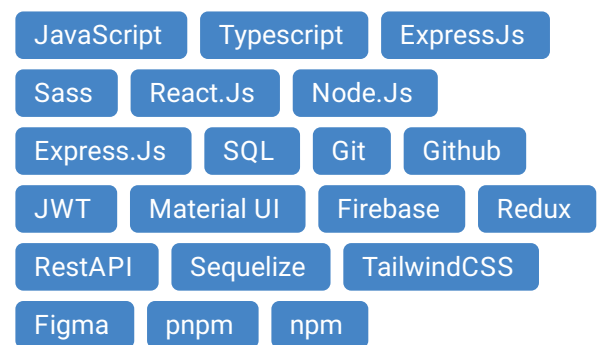 JavaScript Typescript ExpressJs
Sass React.Js Node.Js
Express.Js SQL Git Github
JWT Material UI Firebase Redux
RestAPI Sequelize TailwindCSS
Figma pnpm npm